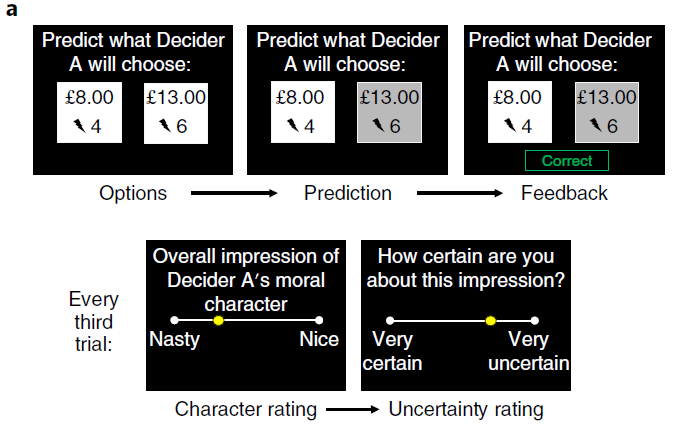 a
Predict what Decider
A will choose:
£8.00 £13.00
4 6
Predict what Decider
A will choose:
£8.00 £13.00
4 6
Predict what Decider
A will choose:
£8.00 £13.00
4 6
Correct
Options Prediction Feedback
Every
third
trial:
Overall impression of
Decider A's moral
character
Nasty Nice
How certain are you
about this impression?
Very Very
certain uncertain
Character rating Uncertainty rating